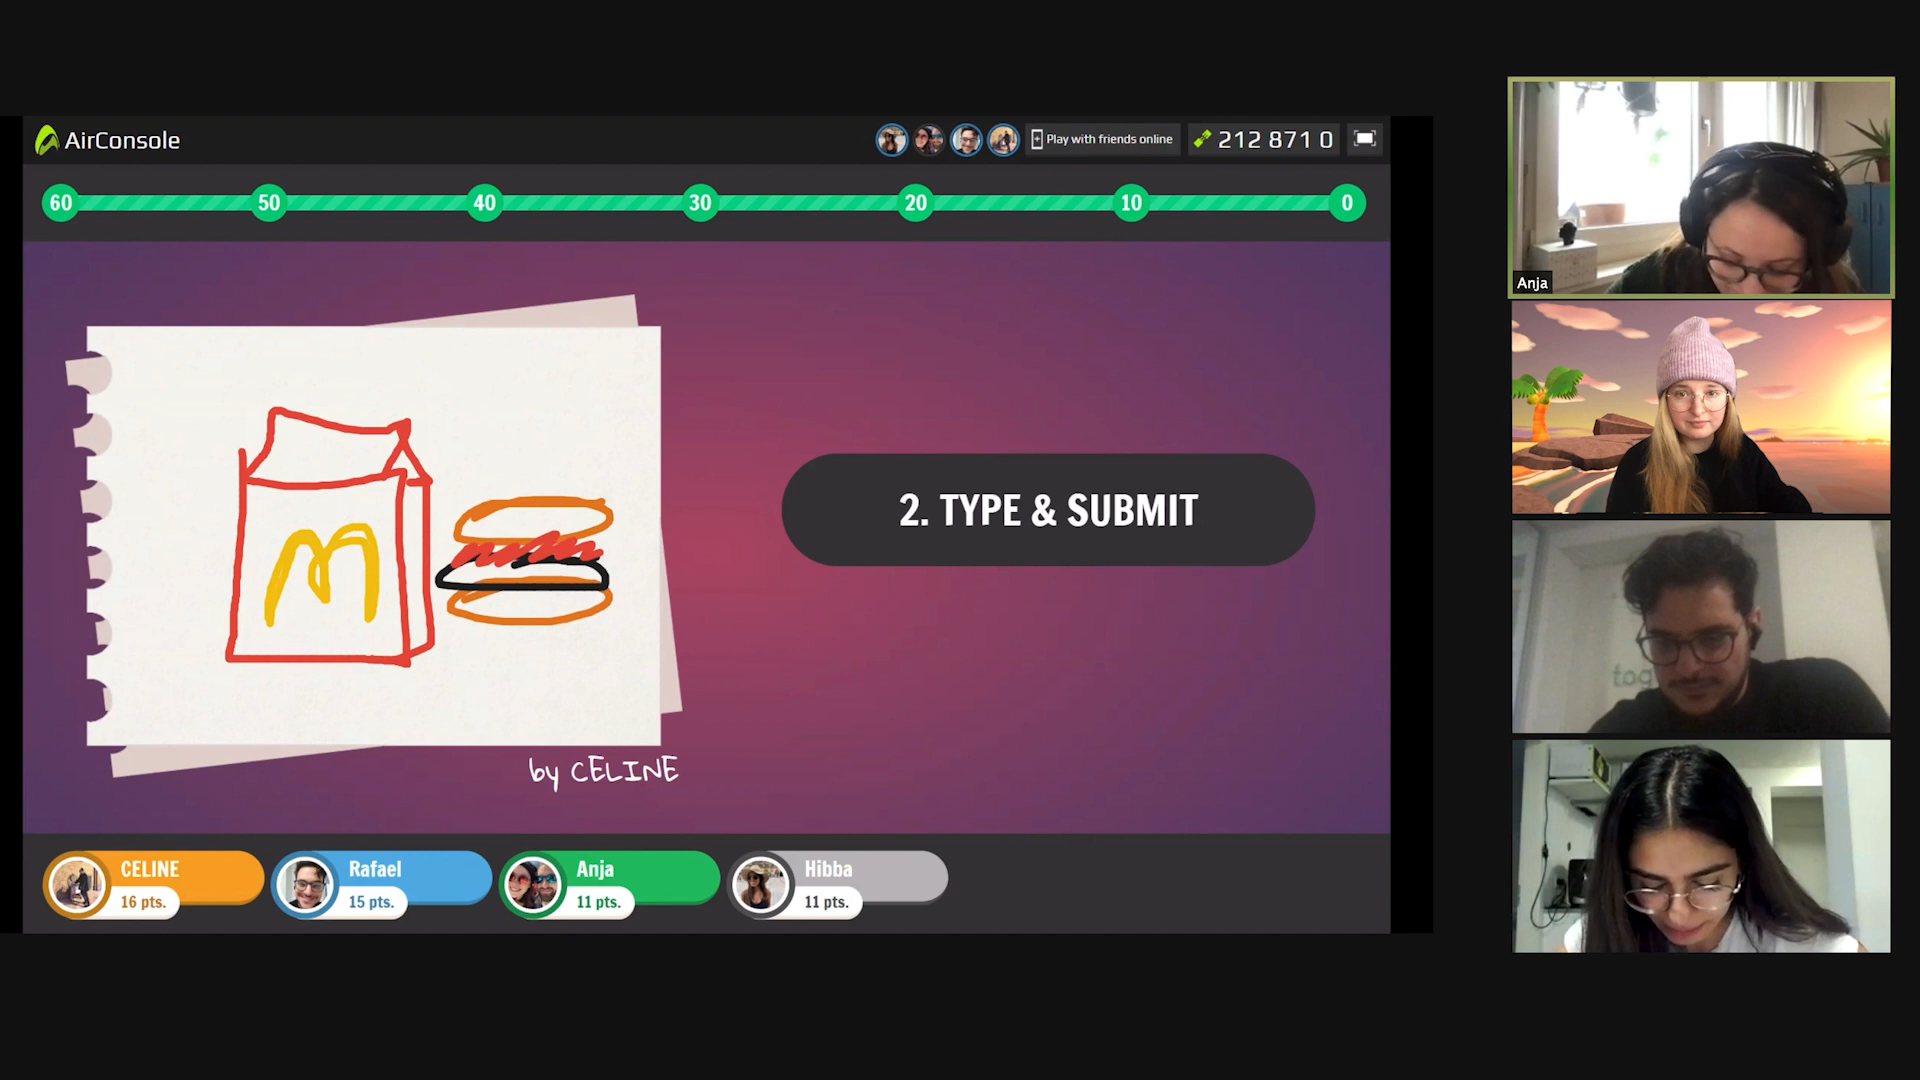 AirConsole
Play with friends online
212 871 0
60 50 40 30 20 10 0
M
2. TYPE & SUBMIT
by CELINE
CELINE
16 pts.
Rafael
15 pts.
Anja
11 pts.
Hibba
11 pts.
Anja
tog